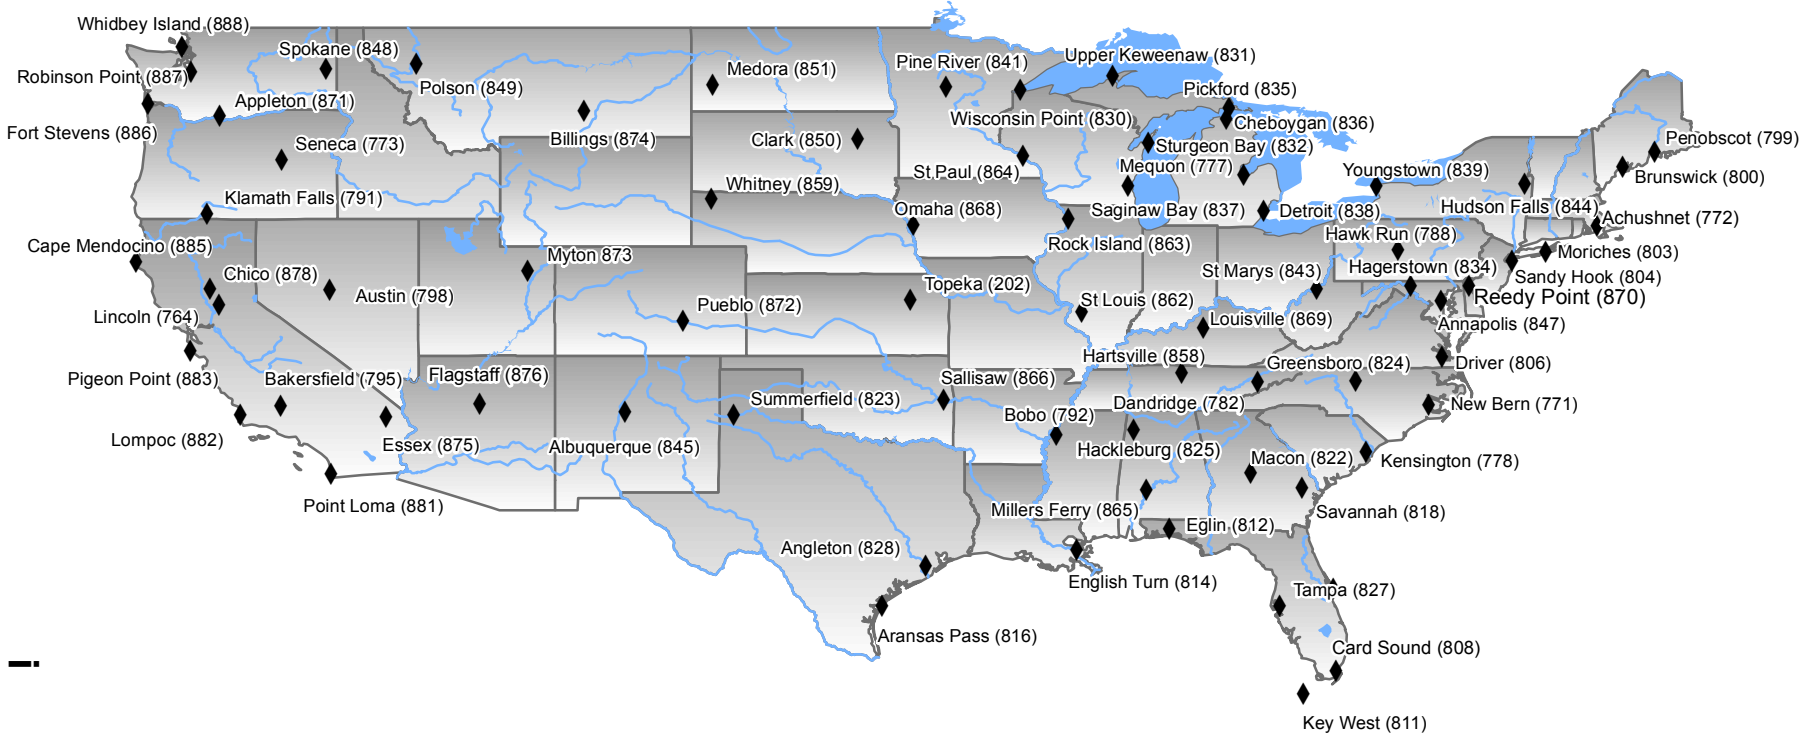 Whidbey Island (888)
Spokane (848)
Upper Keweenaw (831)
Pine River (841)
Medora (851)
Robinson Point (887)
Polson (849)
Pickford (835)
Appleton (871)
Wisconsin Point (830)
Cheboygan (836)
Fort Stevens (886)
Billings (874)
Clark (850)
Penobscot (799)
Seneca (773)
Sturgeon Bay (832)
Mequon (777)
St Paul (864)
Youngstown (839)
Brunswick (800)
Whitney (859)
Klamath Falls (791)
Omaha (868)
Saginaw Bay (837)
Detroit (838)
Hudson Falls (844)
Achushnet (772)
Hawk Run (788)
Cape Mendocino (885)
Rock Island (863)
Moriches (803)
Myton 873
Chico (878)
St Marys (843)
Hagerstown (834)
Sandy Hook (804)
Topeka (202)
Austin (798)
Reedy Point (870)
Pueblo (872)
St Louis (862)
Lincoln (764)
Louisville (869)
Annapolis (847)
Hartsville (858)
Greensboro (824)
Driver (806)
Pigeon Point (883)
Bakersfield (795)
Flagstaff (876)
Sallisaw (866)
Summerfield (823)
Dandridge (782)
New Bern (771)
Bobo (792)
Lompoc (882)
Essex (875)
Albuquerque (845)
Hackleburg (825)
Macon (822)
Kensington (778)
Point Loma (881)
Millers Ferry (865)
Savannah (818)
Eglin (812)
Angleton (828)
English Turn (814)
Tampa (827)
Aransas Pass (816)
Card Sound (808)
Key West (811)